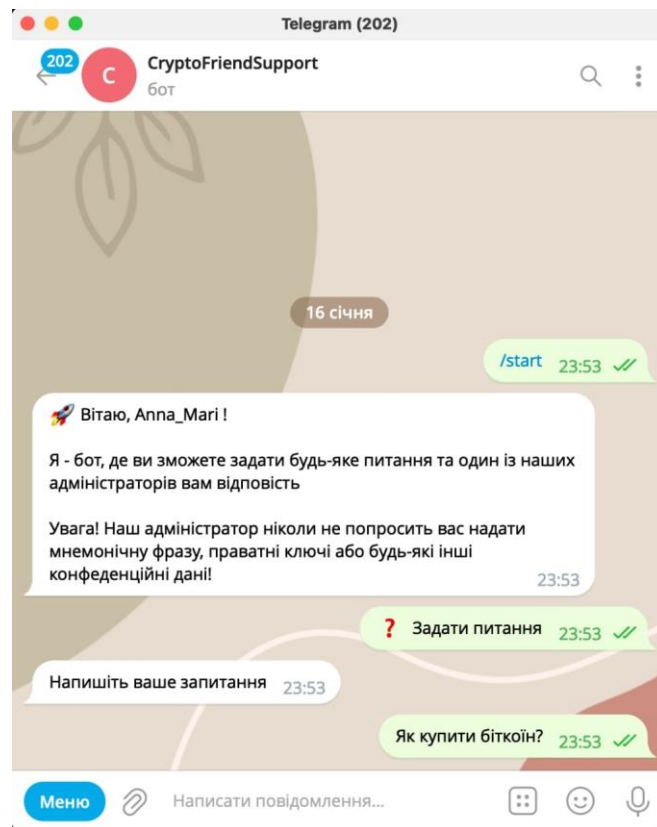 Telegram (202)
202
C
CryptoFriendSupport
бот
16 січня
/start 23:53
🚀 Вітаю, Anna_Mari !
Я - бот, де ви зможете задати будь-яке питання та один із наших
адміністраторів вам відповість
Увага! Наш адміністратор ніколи не попросить вас надати
мнемонічну фразу, праватні ключі або будь-які інші
конфеденційні дані!
23:53
❓ Задати питання 23:53
Напишіть ваше запитання 23:53
Як купити біткоїн? 23:53
Меню
Написати повідомлення...